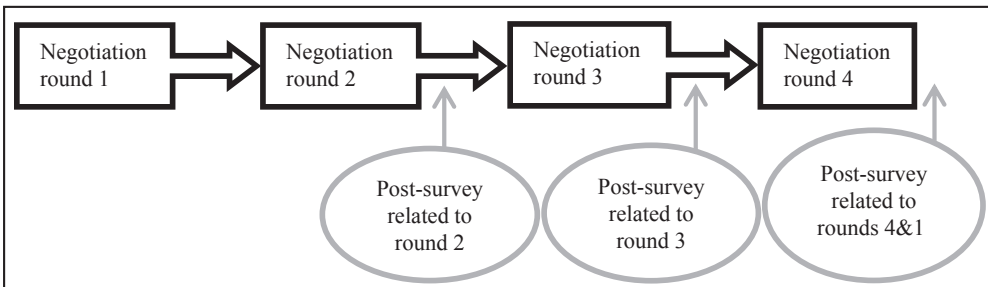 Negotiation
round 1
Negotiation
round 2
Negotiation
round 3
Negotiation
round 4
Post-survey
related to
round 2
Post-survey
related to
round 3
Post-survey
related to
rounds 4&1